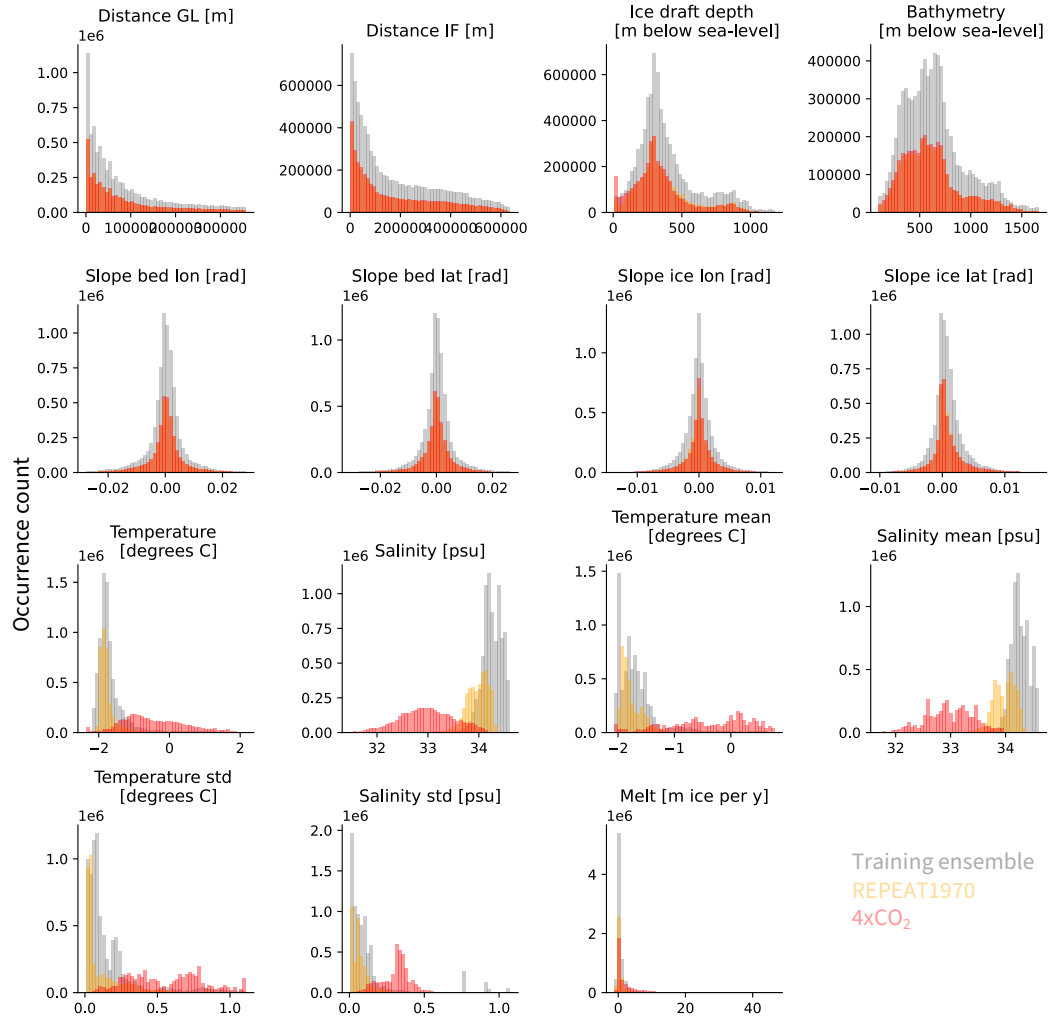 Distance GL [m]
1e6
1.00
0.75
0.50
0.25
0.00
0 100000 200000 300000
Distance IF [m]
600000
400000
200000
0
0 200000 400000 600000
Ice draft depth
[m below sea-level]
600000
400000
200000
0
0 500 1000
Bathymetry
[m below sea-level]
400000
300000
200000
100000
0
500 1000 1500
Slope bed lon [rad]
1e6
1.00
0.75
0.50
0.25
0.00
−0.02 0.00 0.02
Slope bed lat [rad]
1e6
1.0
0.5
0.0
−0.02 0.00 0.02
Slope ice lon [rad]
1e6
1.0
0.5
0.0
−0.01 0.00 0.01
Slope ice lat [rad]
1e6
1.00
0.75
0.50
0.25
0.00
−0.01 0.00 0.01
Occurrence count
Temperature
[degrees C]
1e6
1.5
1.0
0.5
0.0
−2 0 2
Salinity [psu]
1e6
1.00
0.75
0.50
0.25
0.00
32 33 34
Temperature mean
[degrees C]
1e6
1.5
1.0
0.5
0.0
−2 −1 0
Salinity mean [psu]
1e6
1.0
0.5
0.0
32 33 34
Temperature std
[degrees C]
1e6
1.0
0.5
0.0
0.0 0.5 1.0
Salinity std [psu]
1e6
2.0
1.5
1.0
0.5
0.0
0.0 0.5 1.0
Melt [m ice per y]
1e6
4
2
0
0 20 40
Training ensemble
REPEAT1970
4xCO₂